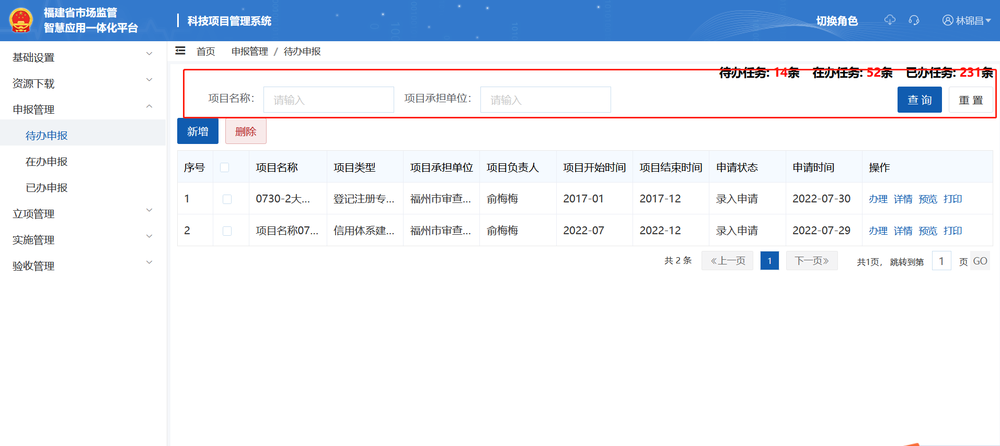 福建省市场监管
智慧应用一体化平台
科技项目管理系统
切换角色
林锦昌
基础设置
资源下载
申报管理
待办申报
在办申报
已办申报
立项管理
实施管理
验收管理
首页 申报管理 / 待办申报
待办任务: 14条 在办任务: 52条 已办任务: 231条
项目名称: 请输入 项目承担单位: 请输入 查 询 重 置
新增 删除
序号 项目名称 项目类型 项目承担单位 项目负责人 项目开始时间 项目结束时间 申请状态 申请时间 操作
1 0730-2大... 登记注册专... 福州市审查... 俞梅梅 2017-01 2017-12 录入申请 2022-07-30 办理 详情 预览 打印
2 项目名称07... 信用体系建... 福州市审查... 俞梅梅 2022-07 2022-12 录入申请 2022-07-29 办理 详情 预览 打印
共 2 条 «上一页 1 下一页» 共1页, 跳转到第 1 页 GO